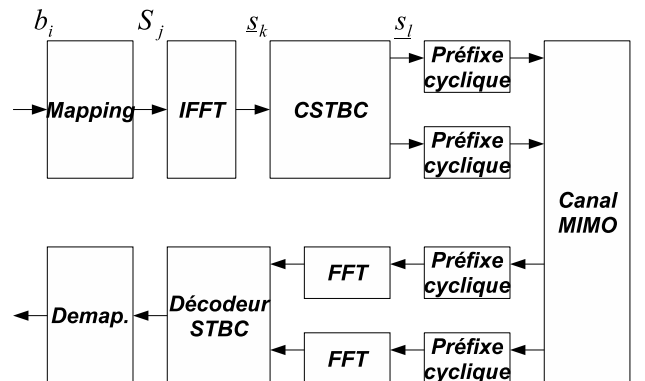 b_i S_j s_k s_l
Préfixe
cyclique
Mapping IFFT CSTBC
Préfixe
cyclique
Canal
MIMO
FFT
Préfixe
cyclique
Demap.
Décodeur
STBC
FFT
Préfixe
cyclique